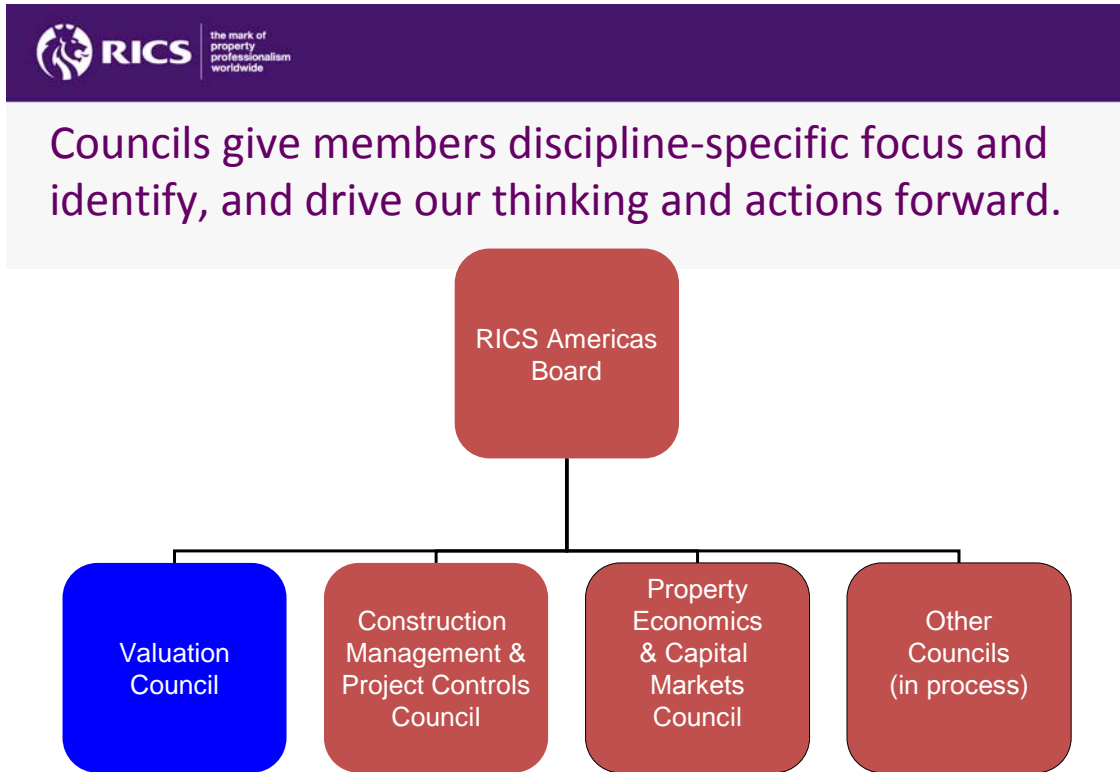 RICS
the mark of
property
professionalism
worldwide
Councils give members discipline-specific focus and
identify, and drive our thinking and actions forward.
RICS Americas
Board
Valuation
Council
Construction
Management &
Project Controls
Council
Property
Economics
& Capital
Markets
Council
Other
Councils
(in process)